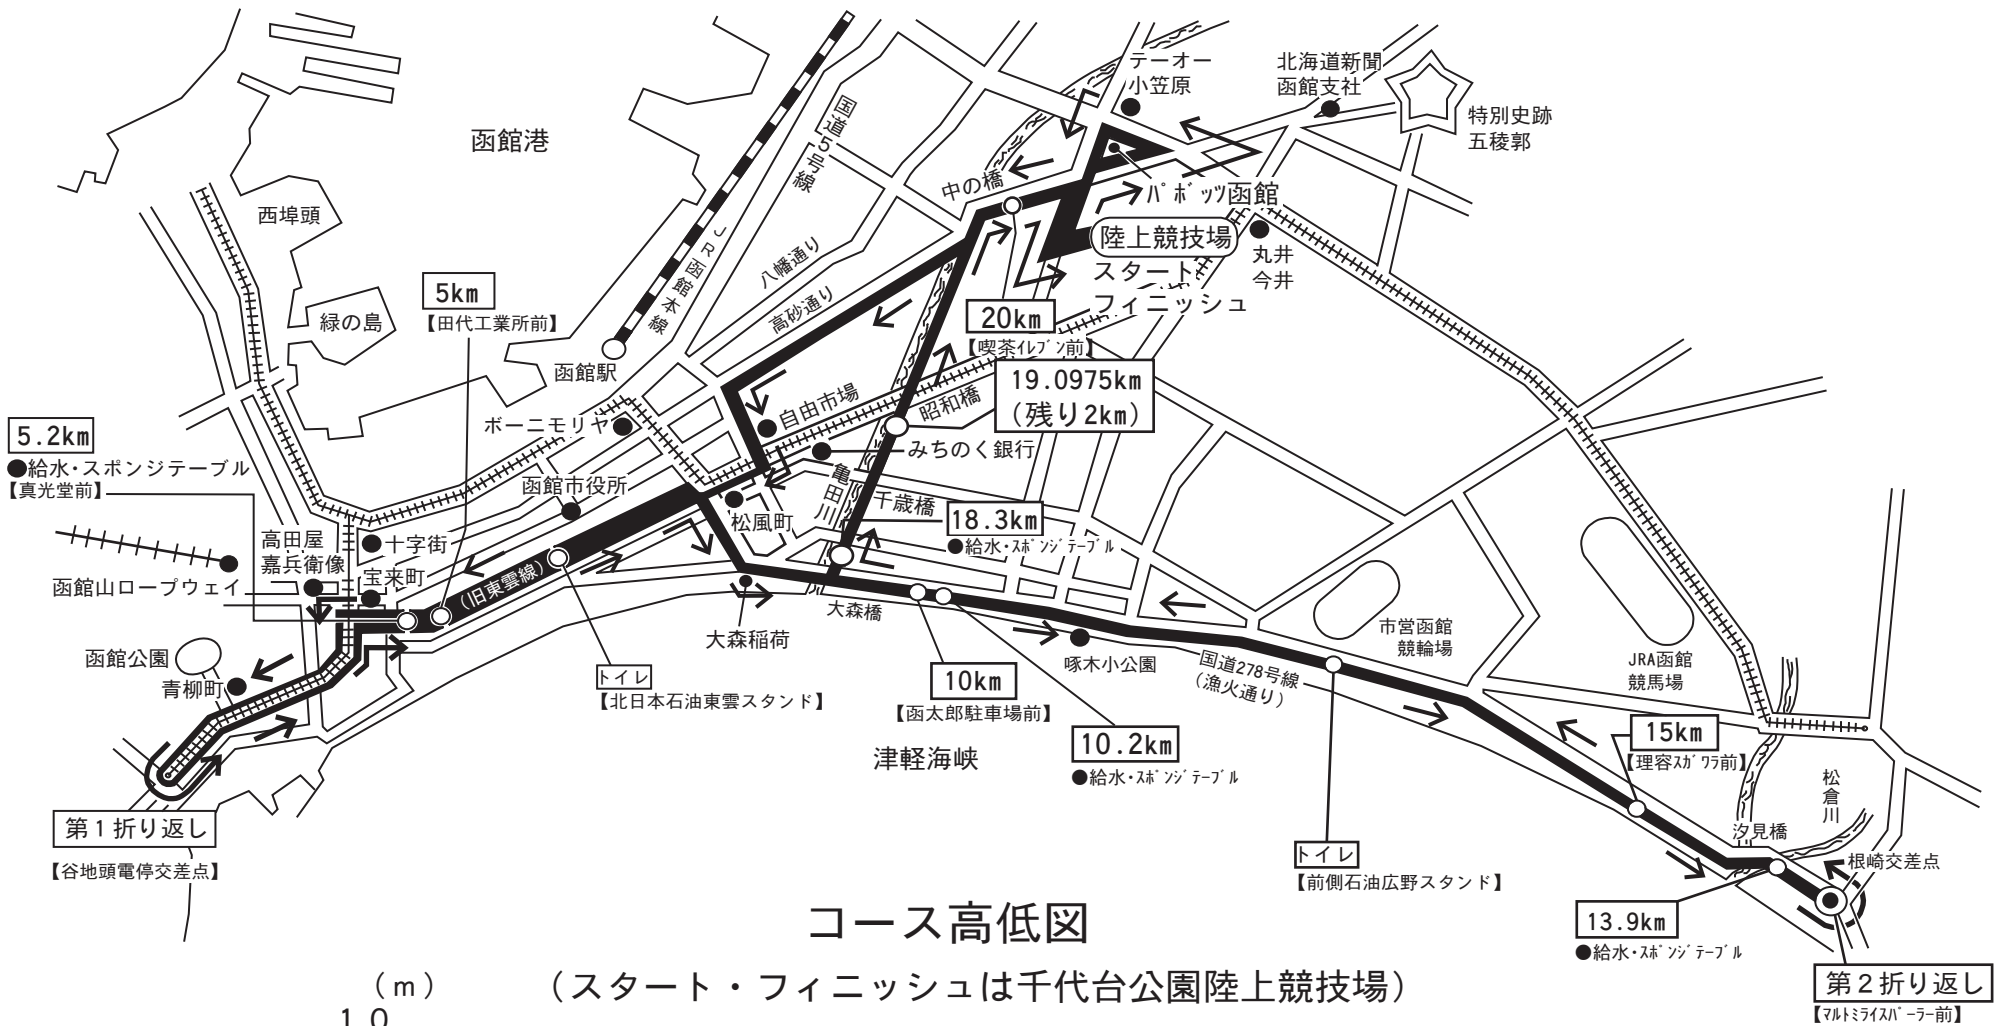 テーオー
小笠原
北海道新聞
函館支社
特別史跡
五稜郭
函館港
国道5号線
中の橋
パボッツ函館
西埠頭
JR函館本線
八幡通り
陸上競技場
スタート
フィニッシュ
丸井
今井
5km
【田代工業所前】
緑の島
高砂通り
20km
【喫茶イレブン前】
函館駅
19.0975km
(残り2km)
自由市場
昭和橋
ボーニモリヤ
みちのく銀行
5.2km
●給水・スポンジテーブル
【真光堂前】
函館市役所
亀田川
千歳橋
松風町
18.3km
●給水・スポンジテーブル
高田屋
嘉兵衛像
十字街
宝来町
函館山ロープウェイ
(旧東雲線)
大森橋
大森稲荷
啄木小公園
市営函館
競輪場
JRA函館
競馬場
函館公園
青柳町
トイレ
【北日本石油東雲スタンド】
10km
【函太郎駐車場前】
国道278号線
(漁火通り)
10.2km
●給水・スポンジテーブル
津軽海峡
15km
【理容スガワラ前】
松倉川
汐見橋
根崎交差点
第1折り返し
【谷地頭電停交差点】
トイレ
【前側石油広野スタンド】
13.9km
●給水・スポンジテーブル
第2折り返し
【マルトミライスパーラー前】
コース高低図
(m)
(スタート・フィニッシュは千代台公園陸上競技場)
10